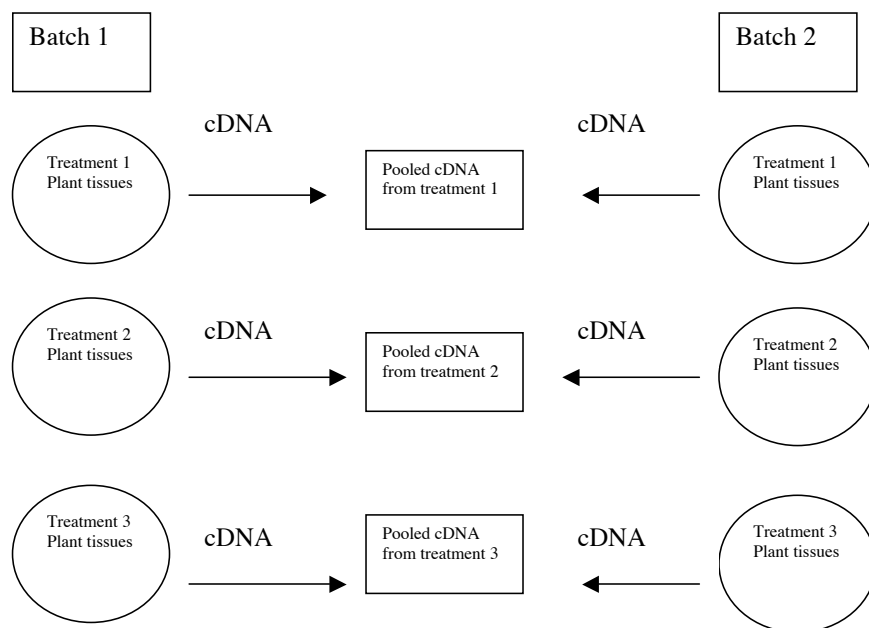 Batch 1
Batch 2
cDNA
cDNA
Treatment 1
Plant tissues
Pooled cDNA
from treatment 1
Treatment 1
Plant tissues
Treatment 2
Plant tissues
cDNA
Pooled cDNA
from treatment 2
cDNA
Treatment 2
Plant tissues
Treatment 3
Plant tissues
cDNA
Pooled cDNA
from treatment 3
cDNA
Treatment 3
Plant tissues